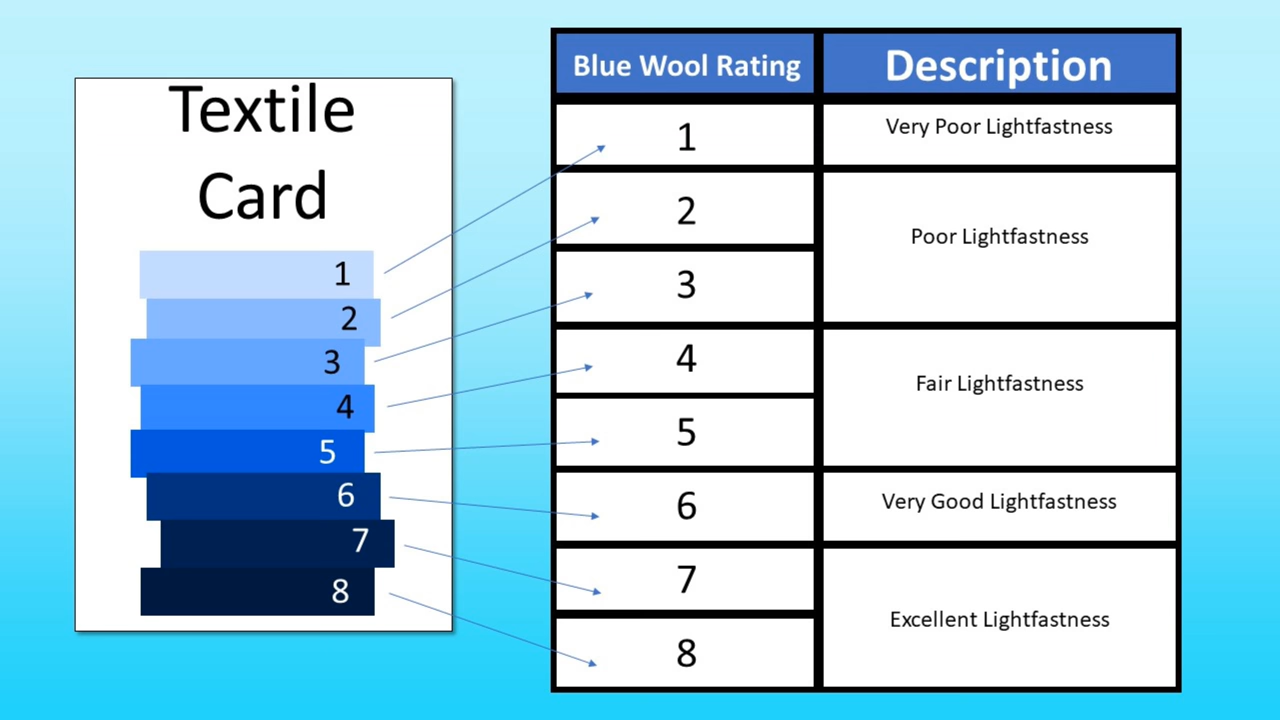 Textile
Card
1
2
3
4
5
6
7
8
Blue Wool Rating
Description
1
Very Poor Lightfastness
2
Poor Lightfastness
3
4
Fair Lightfastness
5
6
Very Good Lightfastness
7
Excellent Lightfastness
8